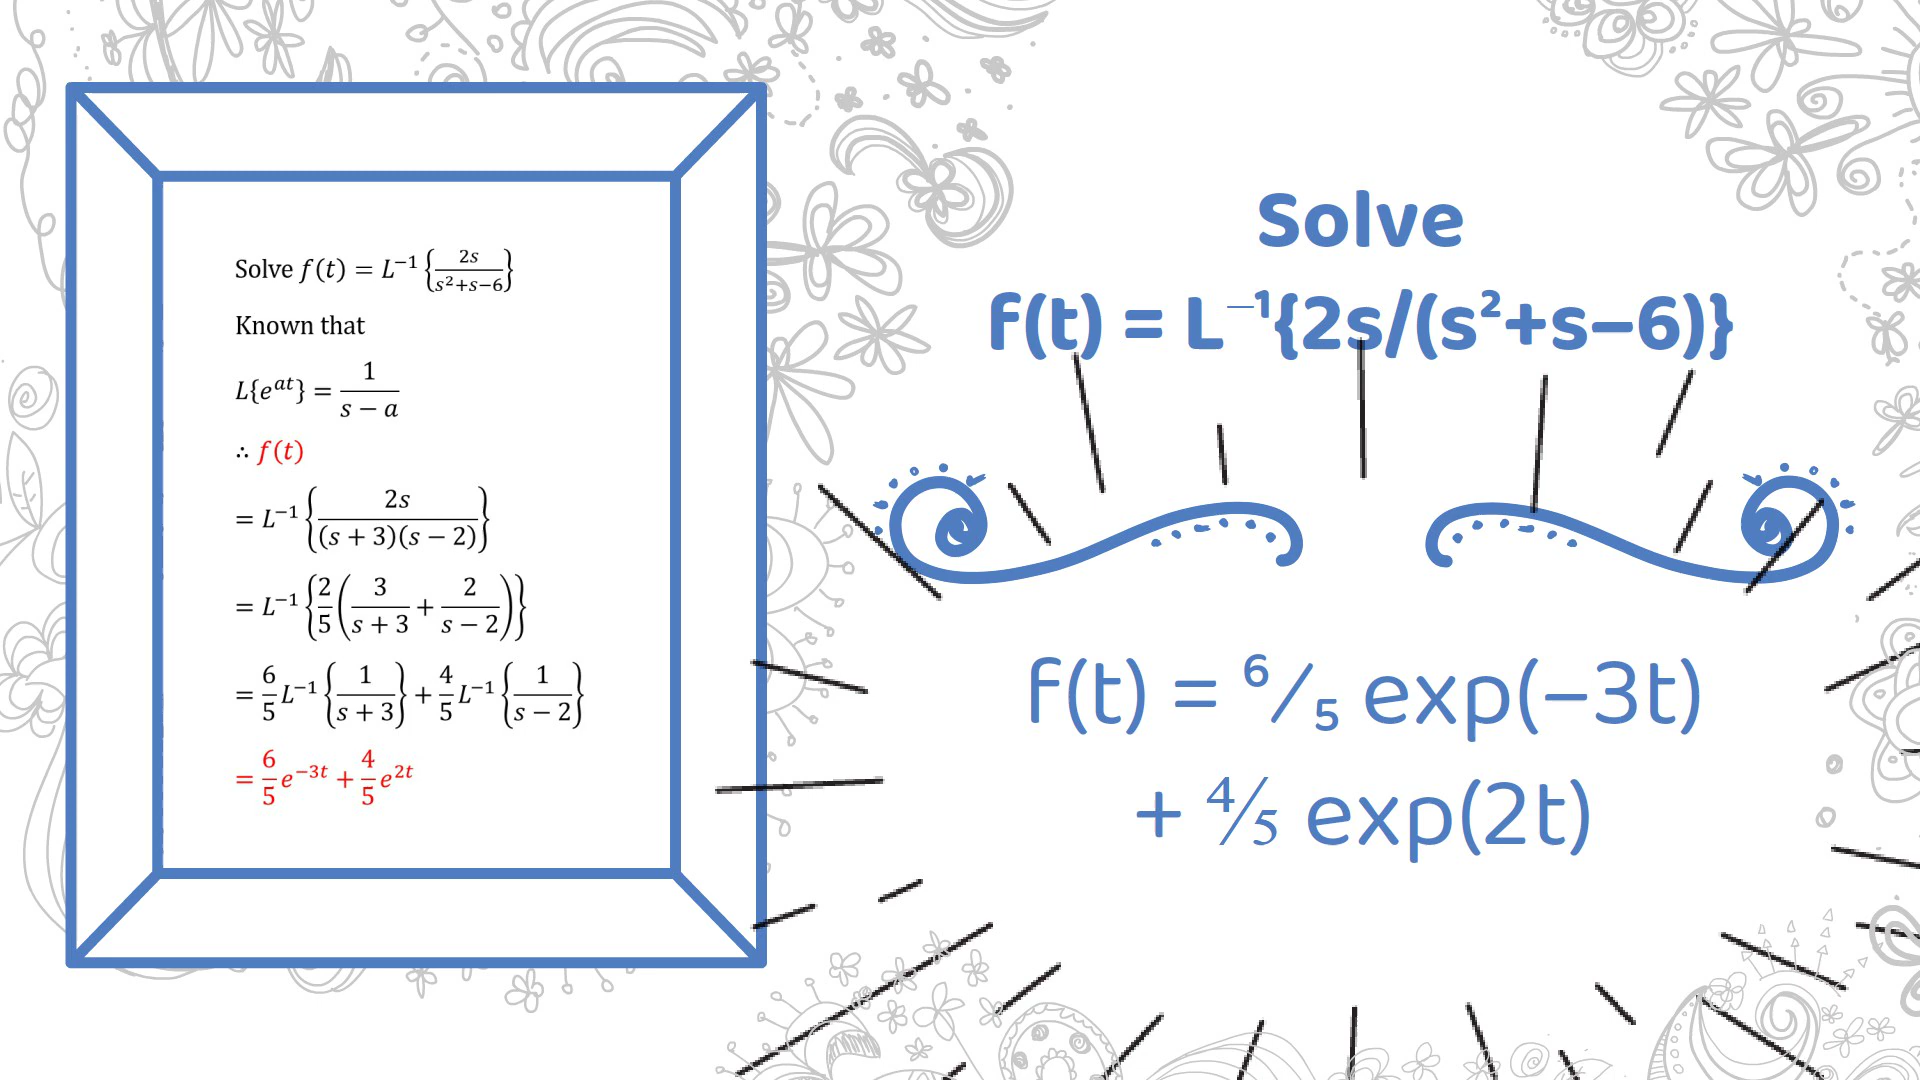 Solve f(t) = L⁻¹{2s/(s²+s−6)}
Known that
L{e^{at}} = 1/(s − a)
∴ f(t)
= L⁻¹{2s/((s + 3)(s − 2))}
= L⁻¹{2/5(3/(s + 3) + 2/(s − 2))}
= 6/5 L⁻¹{1/(s + 3)} + 4/5 L⁻¹{1/(s − 2)}
= 6/5 e^{−3t} + 4/5 e^{2t}
Solve
f(t) = L⁻¹{2s/(s²+s−6)}
f(t) = ⁶⁄₅ exp(−3t)
+ ⅘ exp(2t)